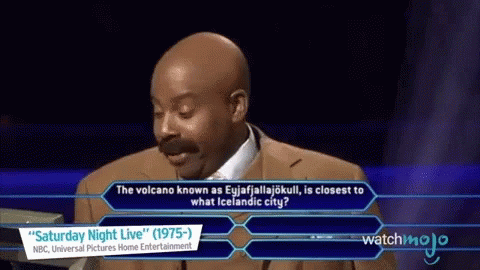 The volcano known as Eyjafjallajökull, is closest to
what Icelandic city?
“Saturday Night Live” (1975-)
NBC, Universal Pictures Home Entertainment
watchmojo